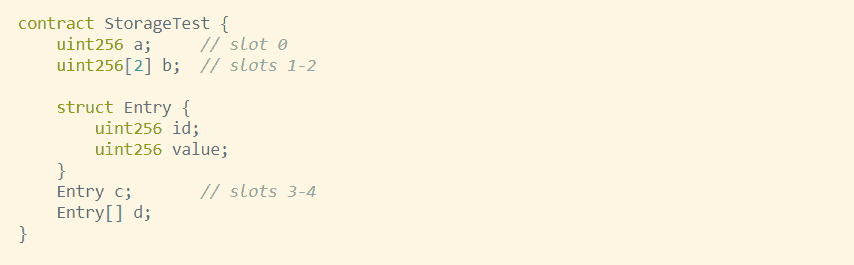 contract StorageTest {
    uint256 a;     // slot 0
    uint256[2] b;  // slots 1-2

    struct Entry {
        uint256 id;
        uint256 value;
    }
    Entry c;       // slots 3-4
    Entry[] d;
}